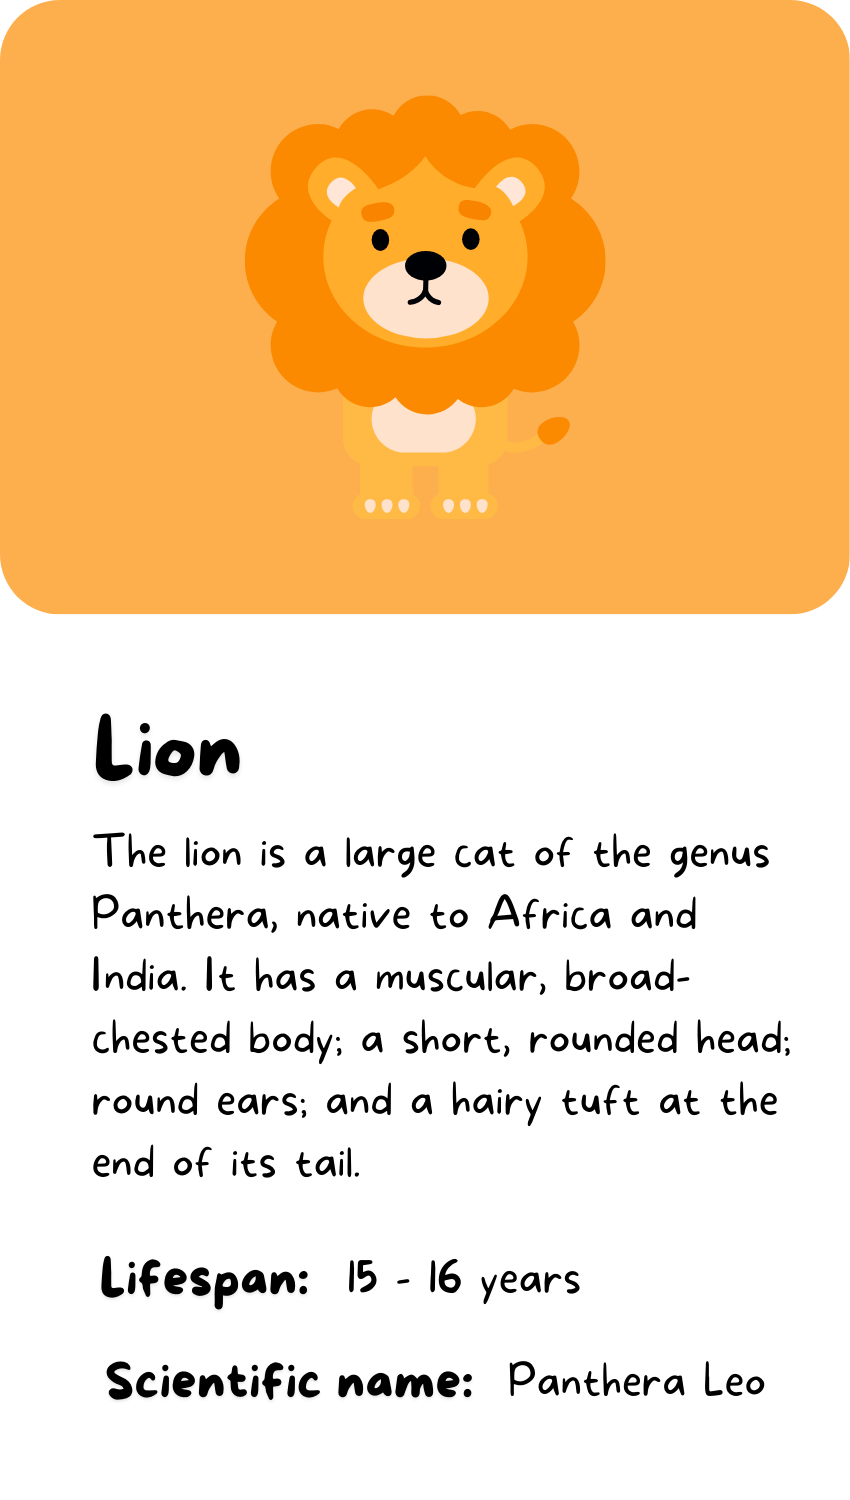 Lion
The lion is a large cat of the genus
Panthera, native to Africa and
India. It has a muscular, broad-
chested body; a short, rounded head;
round ears; and a hairy tuft at the
end of its tail.
Lifespan: 15 - 16 years
Scientific name: Panthera Leo